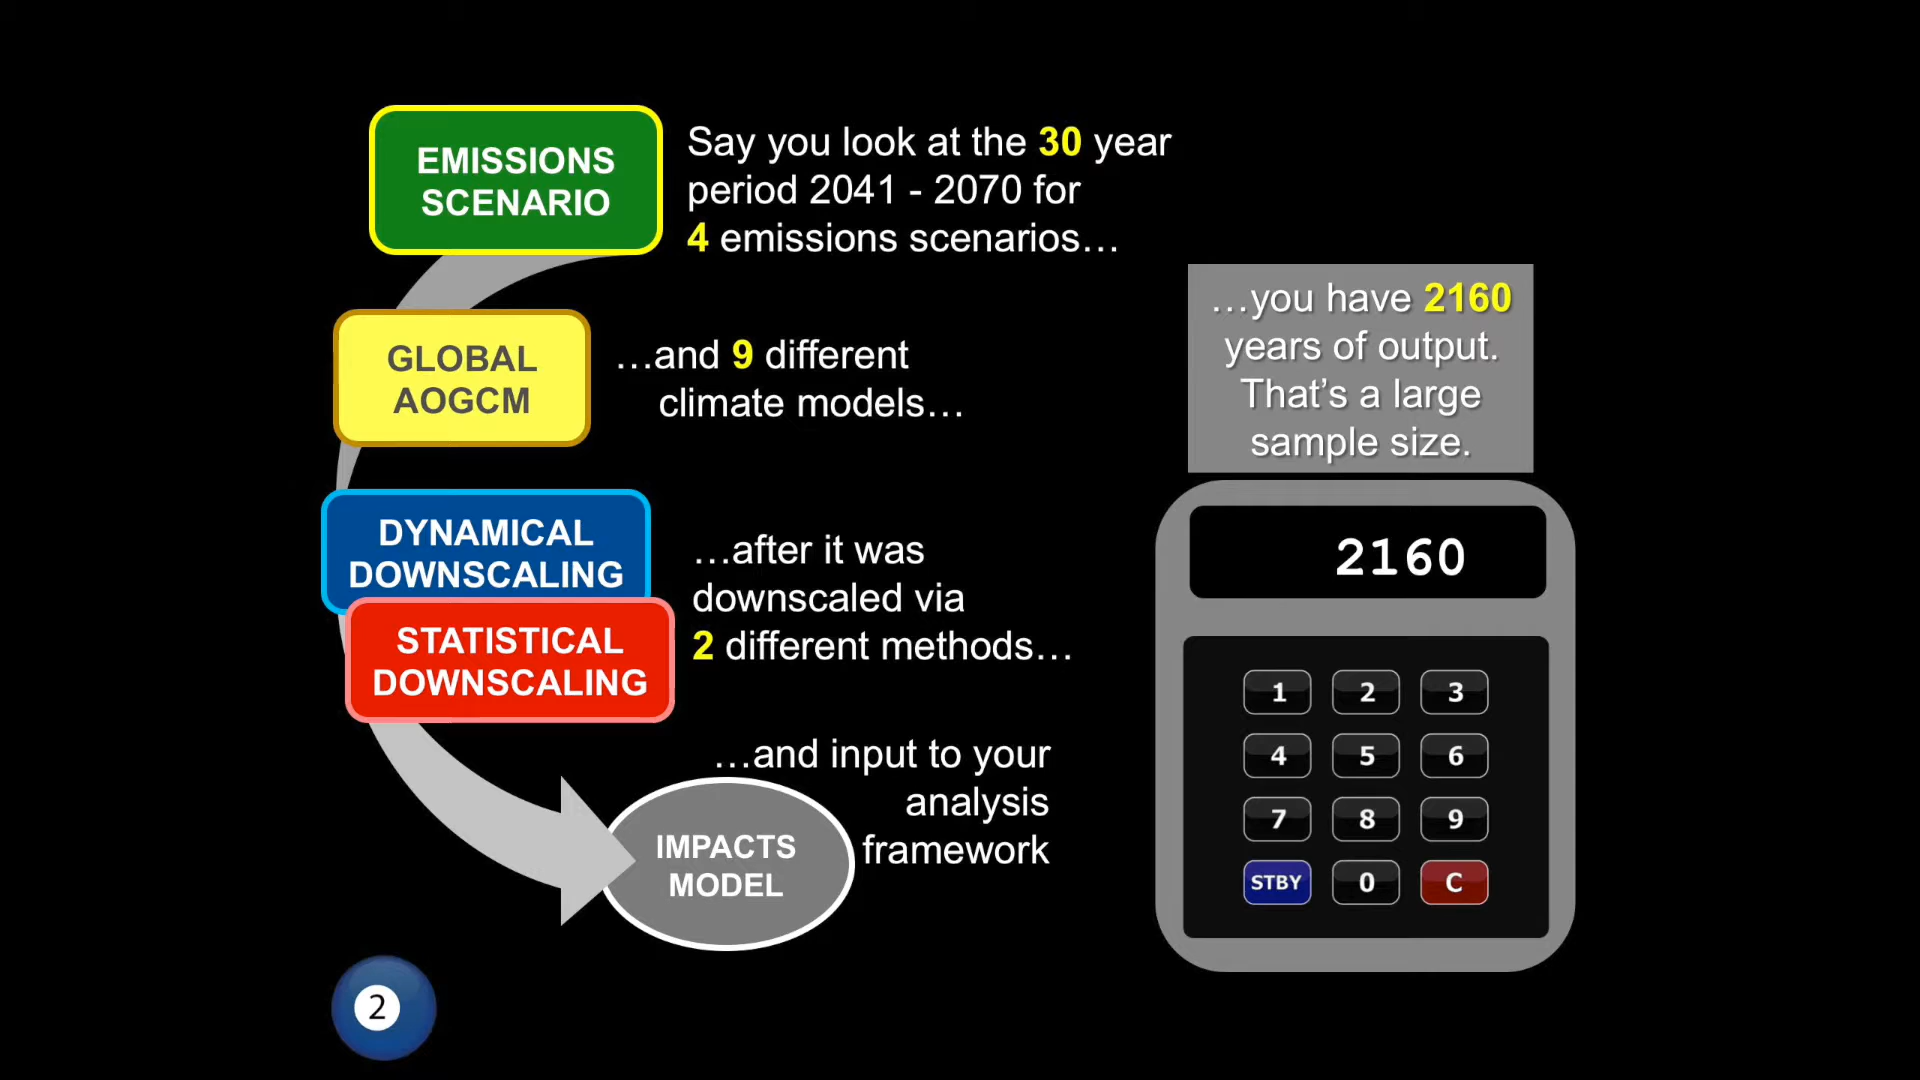 EMISSIONS
SCENARIO
Say you look at the 30 year
period 2041 - 2070 for
4 emissions scenarios…
GLOBAL
AOGCM
…and 9 different
climate models…
DYNAMICAL
DOWNSCALING
STATISTICAL
DOWNSCALING
…after it was
downscaled via
2 different methods…
…and input to your
analysis
framework
IMPACTS
MODEL
…you have 2160
years of output.
That’s a large
sample size.
2160
1 2 3
4 5 6
7 8 9
STBY 0 C
2